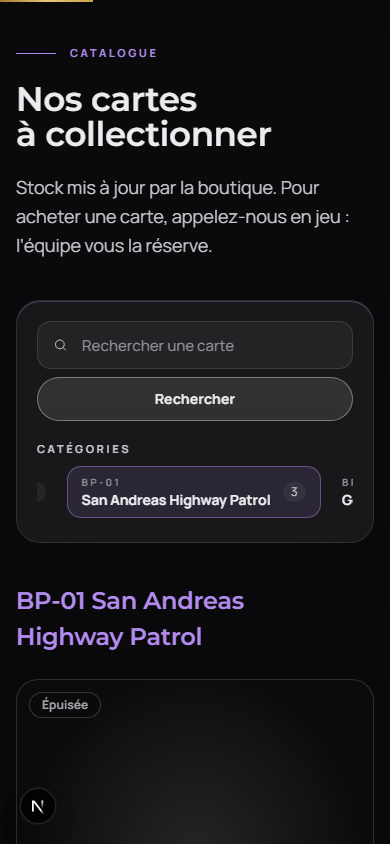 CATALOGUE
Nos cartes
à collectionner
Stock mis à jour par la boutique. Pour
acheter une carte, appelez-nous en jeu :
l'équipe vous la réserve.
Rechercher une carte
Rechercher
CATÉGORIES
BP-01
San Andreas Highway Patrol
3
G
BP-01 San Andreas
Highway Patrol
Épuisée
N